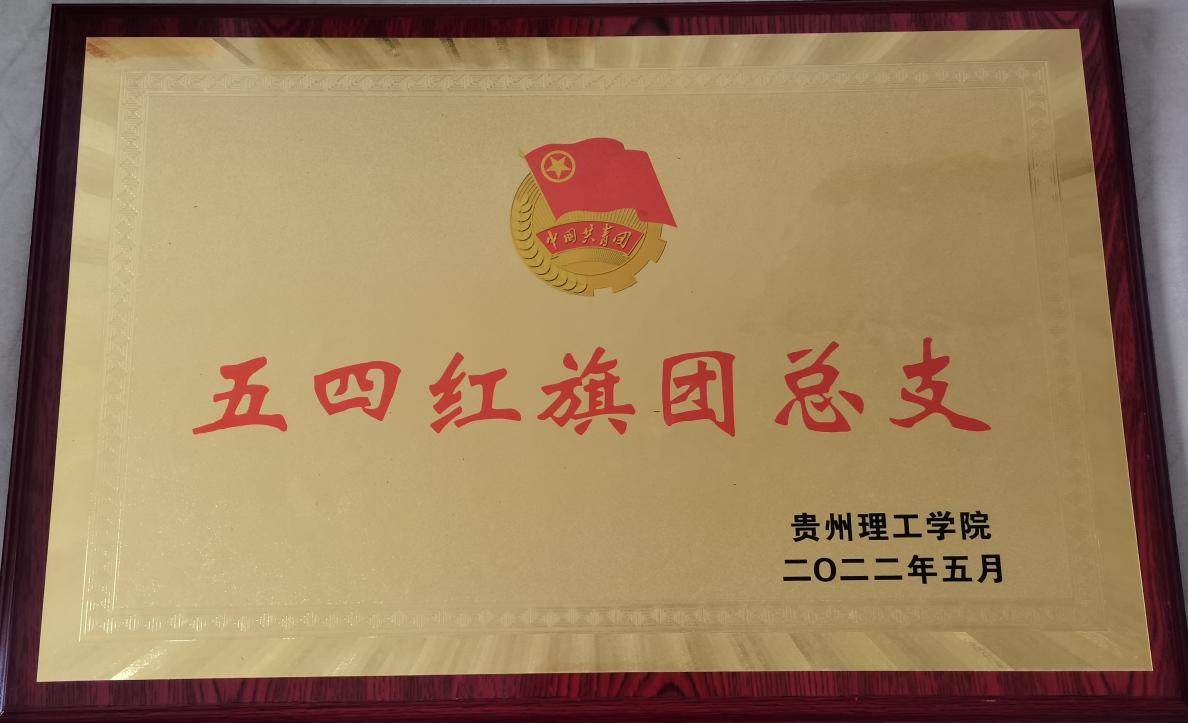 中国共青团
五四红旗团总支
贵州理工学院
二〇二二年五月